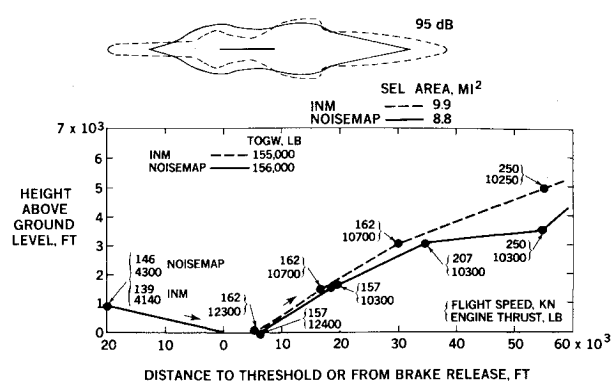 95 dB
SEL AREA, MI2
INM 9.9
NOISEMAP 8.8
7 x 103
TOGW, LB
INM 155,000
NOISEMAP 156,000
6
5
4
3
2
1
0
HEIGHT
ABOVE
GROUND
LEVEL, FT
146
4300
NOISEMAP
139
4140
INM
162
12300
157
12400
162
10700
157
10300
162
10700
207
10300
250
10250
250
10300
{FLIGHT SPEED, KN
ENGINE THRUST, LB
20 10 0 10 20 30 40 50 60 x 103
DISTANCE TO THRESHOLD OR FROM BRAKE RELEASE, FT